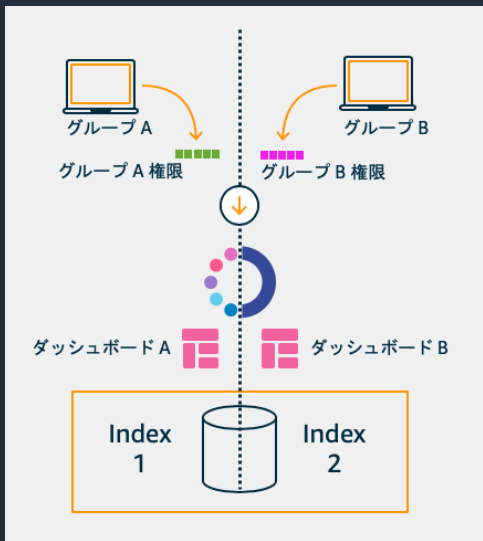 グループ A
グループ B
グループ A 権限
グループ B 権限
ダッシュボード A
ダッシュボード B
Index
1
Index
2